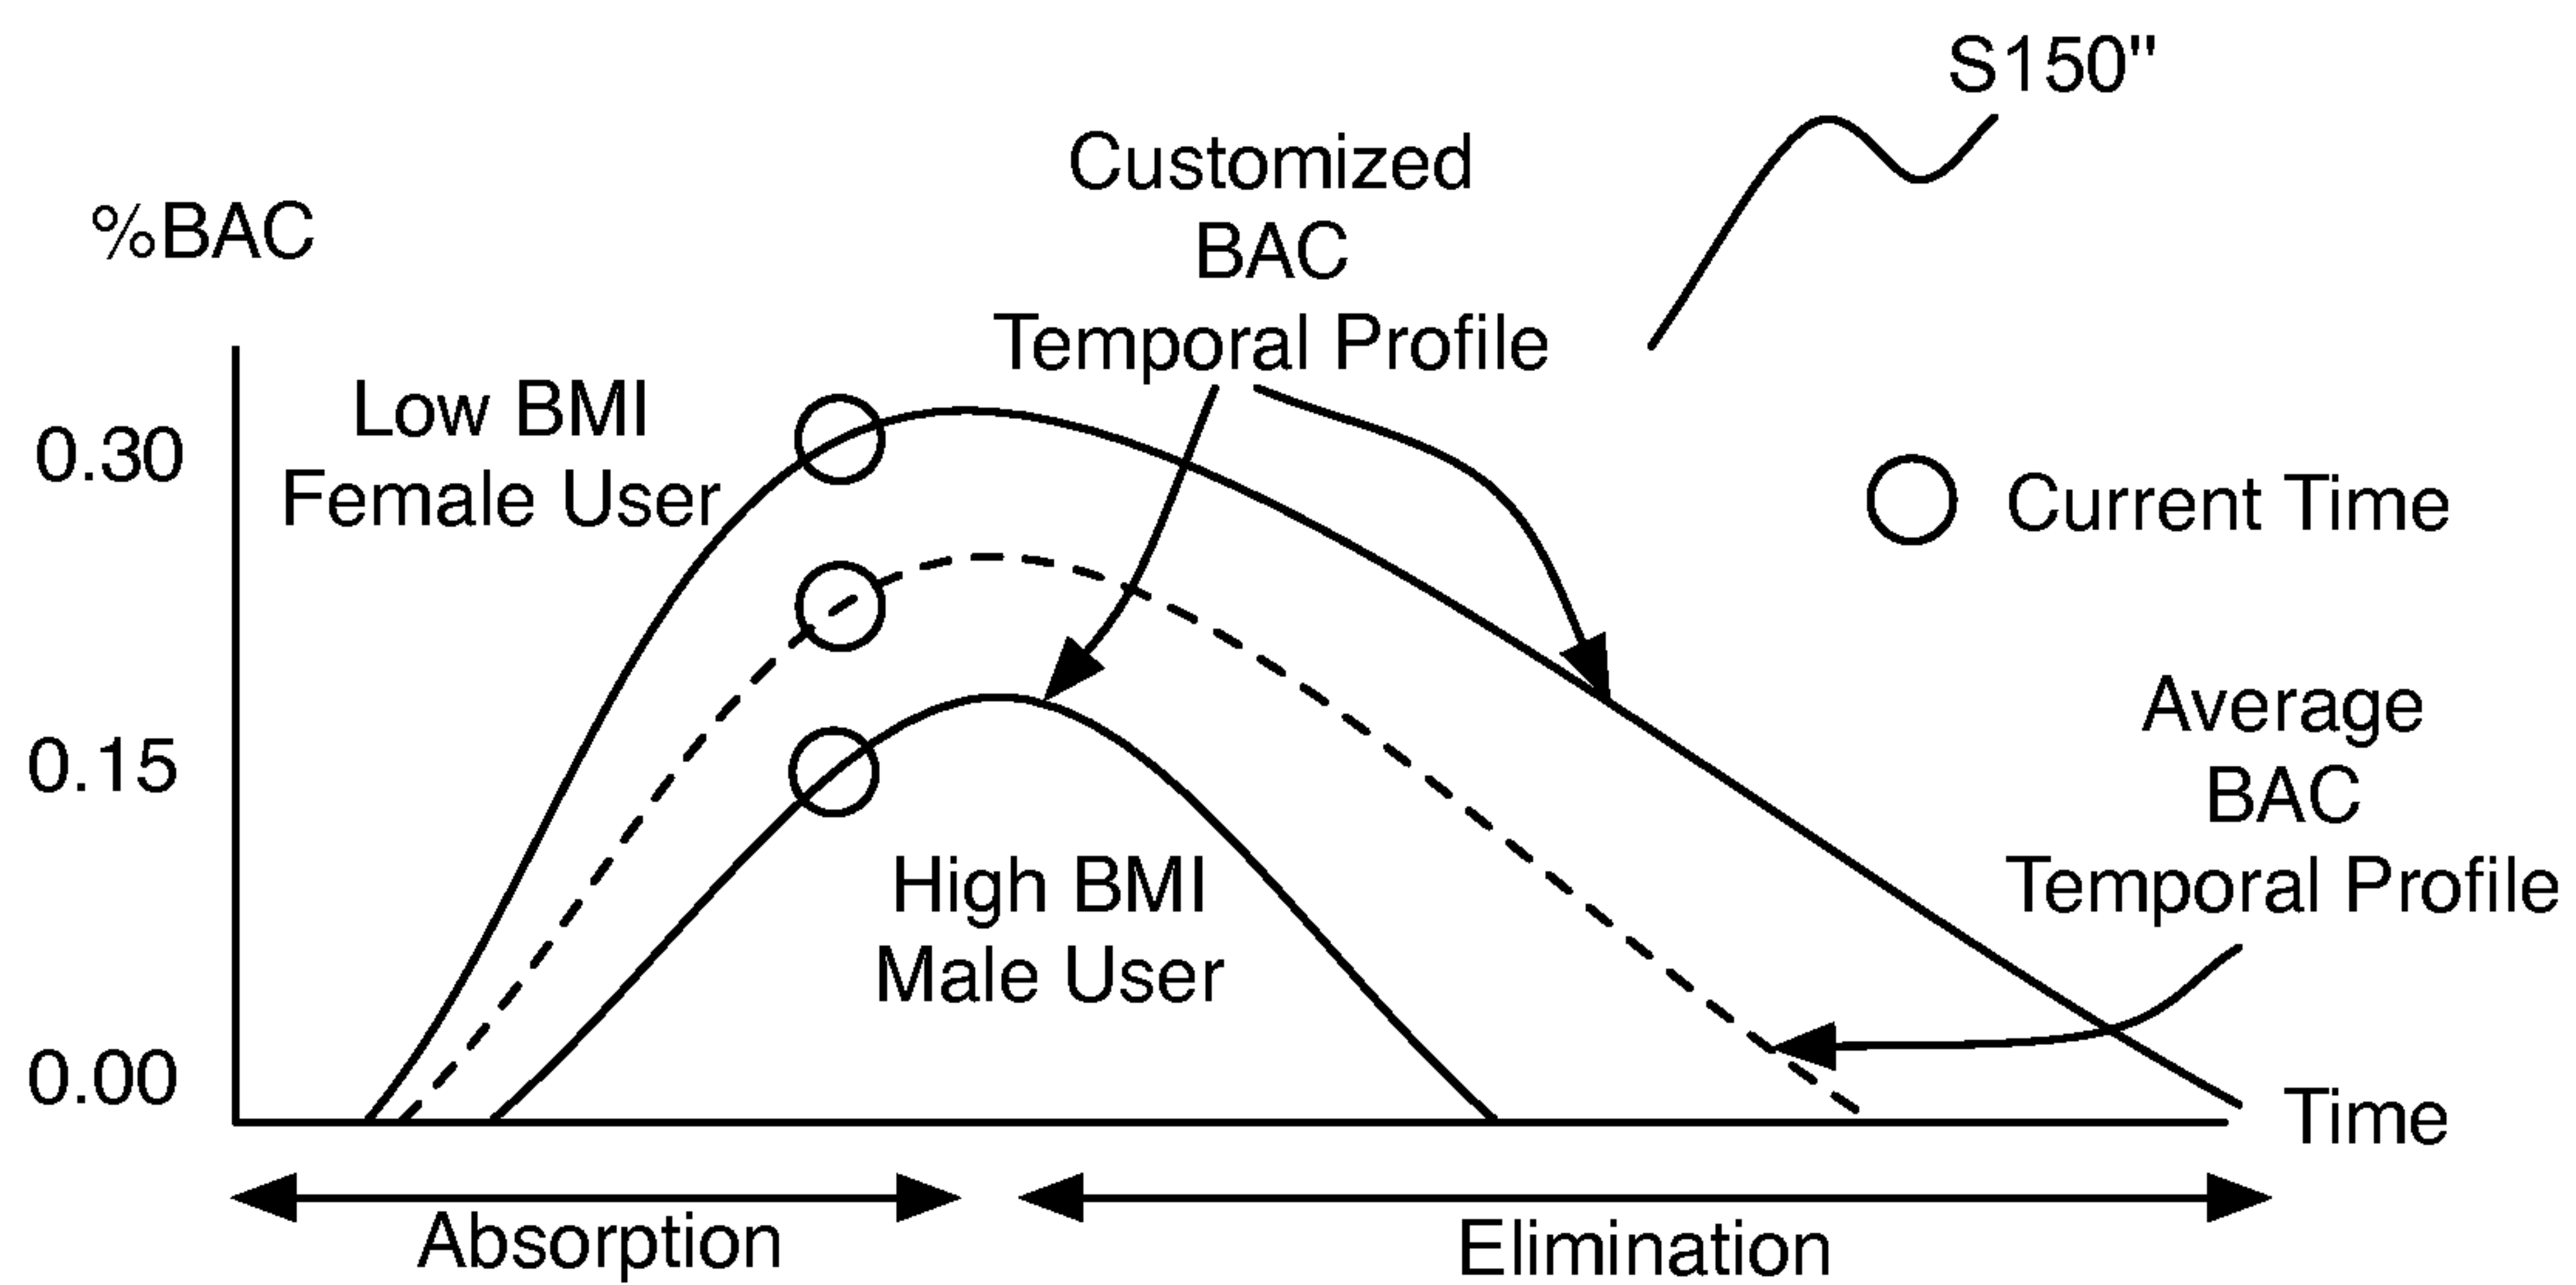 S150"
Customized
BAC
Temporal Profile
%BAC
Low BMI
Female User
0.30
Current Time
Average
BAC
Temporal Profile
0.15
High BMI
Male User
0.00
Time
Absorption
Elimination